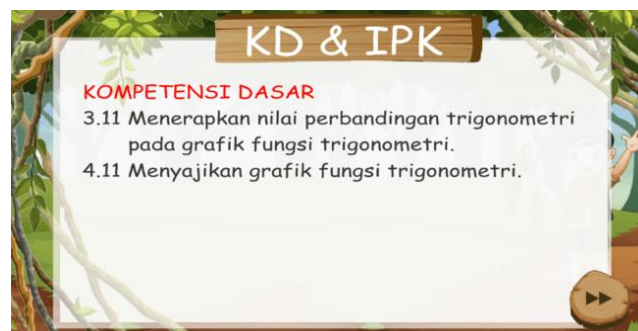 KD & IPK
KOMPETENSI DASAR
3.11 Menerapkan nilai perbandingan trigonometri
pada grafik fungsi trigonometri.
4.11 Menyajikan grafik fungsi trigonometri.